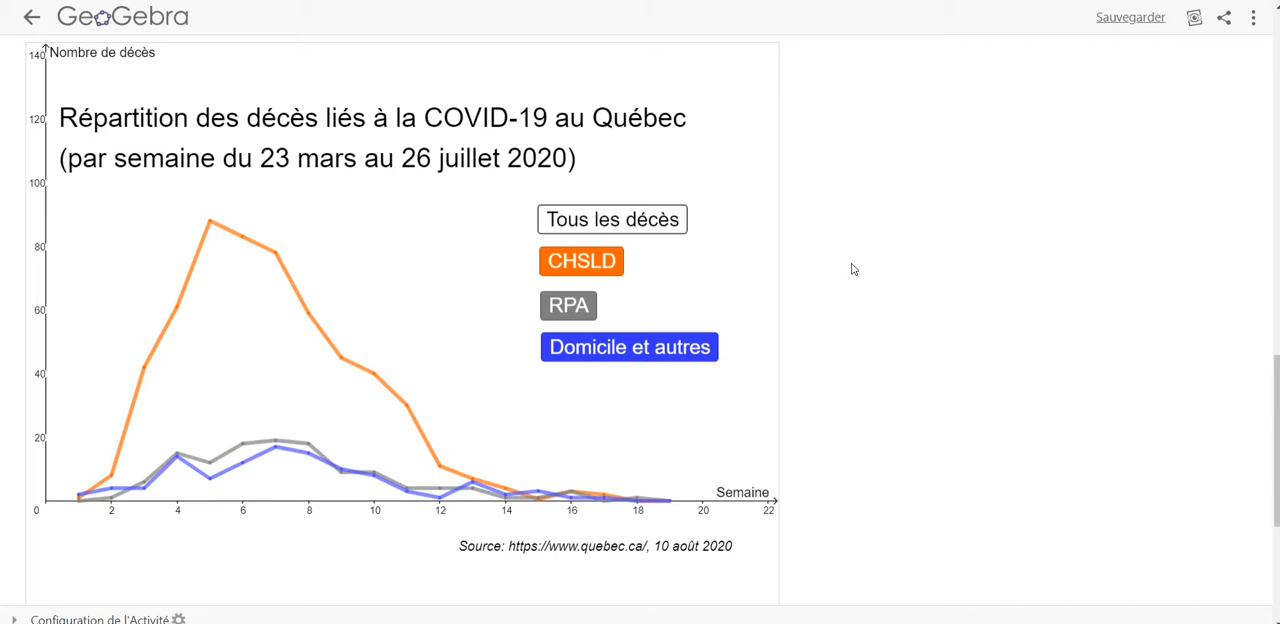 GeoGebra
Sauvegarder
140
Nombre de décès
Répartition des décès liés à la COVID-19 au Québec
120
(par semaine du 23 mars au 26 juillet 2020)
100
Tous les décès
80
CHSLD
RPA
60
Domicile et autres
40
20
Semaine
0 2 4 6 8 10 12 14 16 18 20 22
Source: https://www.quebec.ca/, 10 août 2020
Configuration de l'Activité